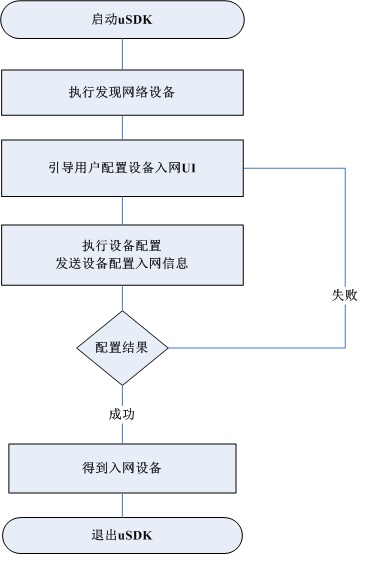 启动uSDK
执行发现网络设备
引导用户配置设备入网UI
执行设备配置
发送设备配置入网信息
失败
配置结果
成功
得到入网设备
退出uSDK